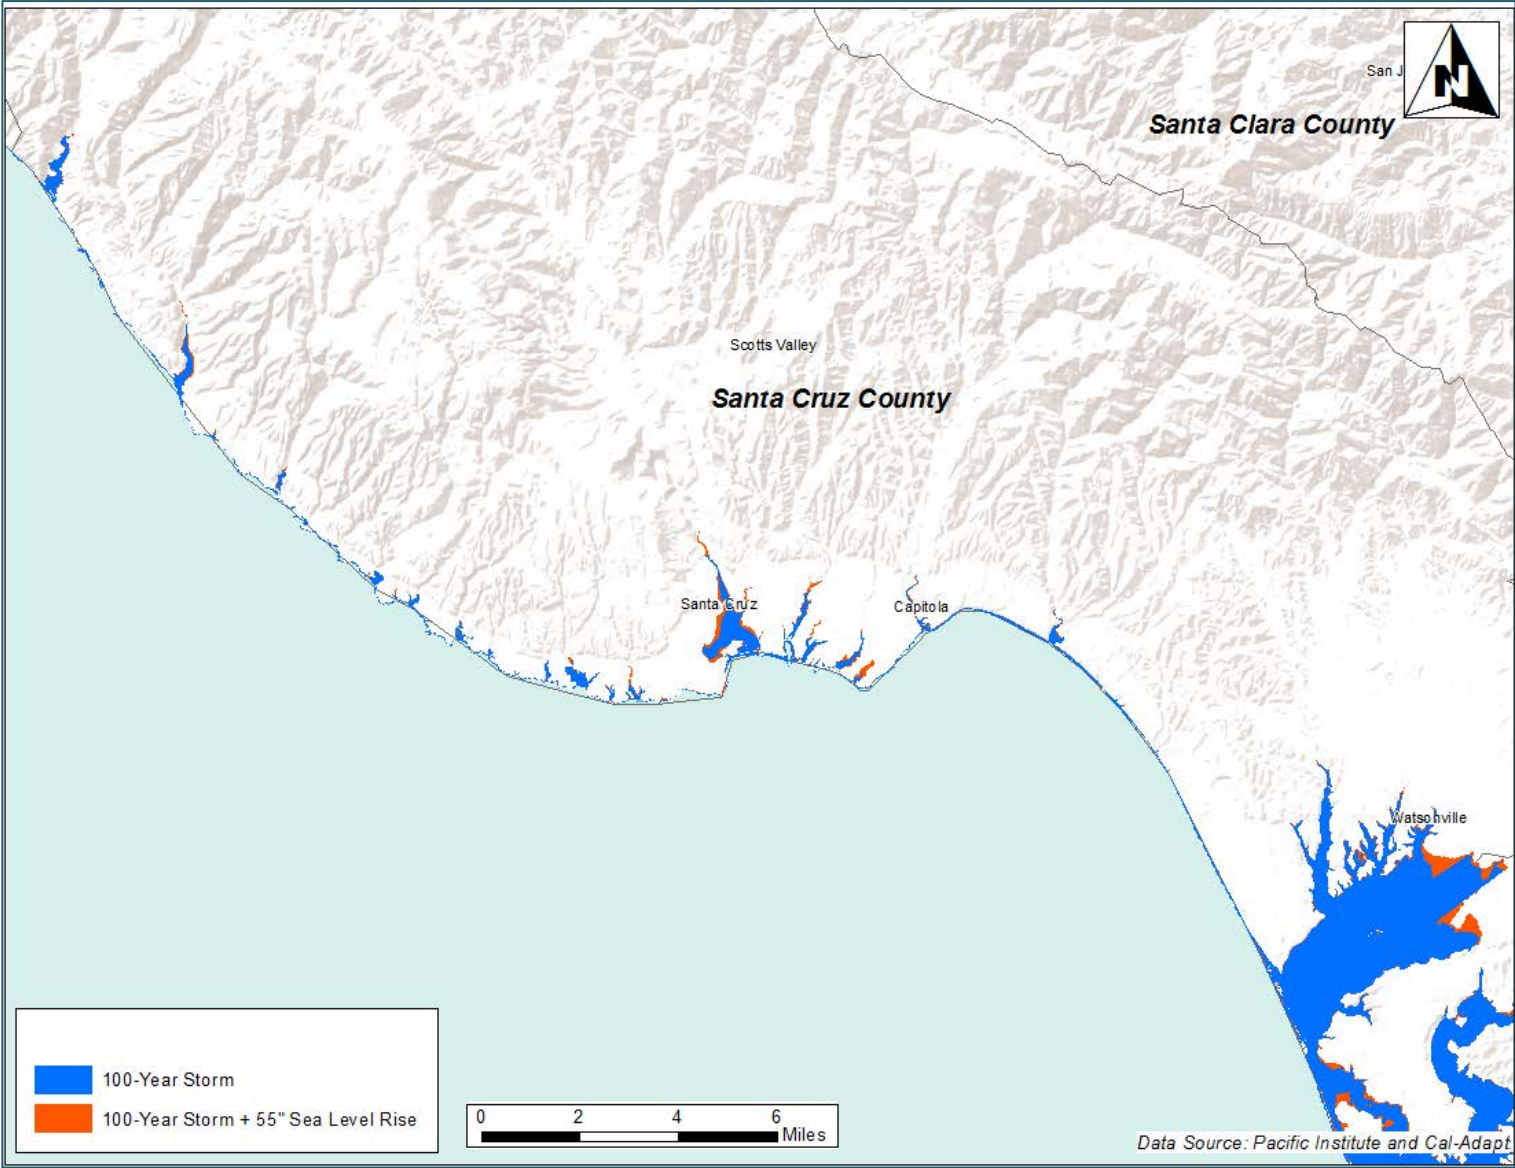 San J
N
Santa Clara County
Scotts Valley
Santa Cruz County
Santa Cruz
Capitola
Watsonville
100-Year Storm
100-Year Storm + 55" Sea Level Rise
0 2 4 6
Miles
Data Source: Pacific Institute and Cal-Adapt